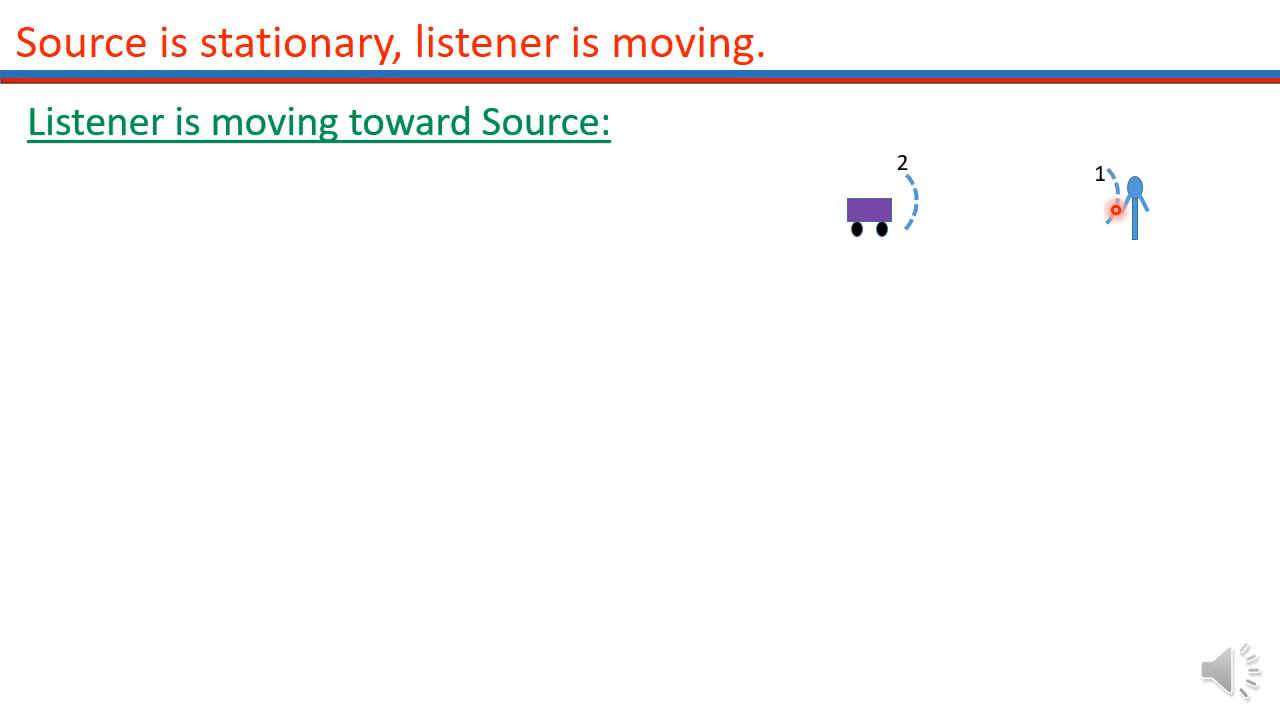 Source is stationary, listener is moving.
Listener is moving toward Source:
2
1